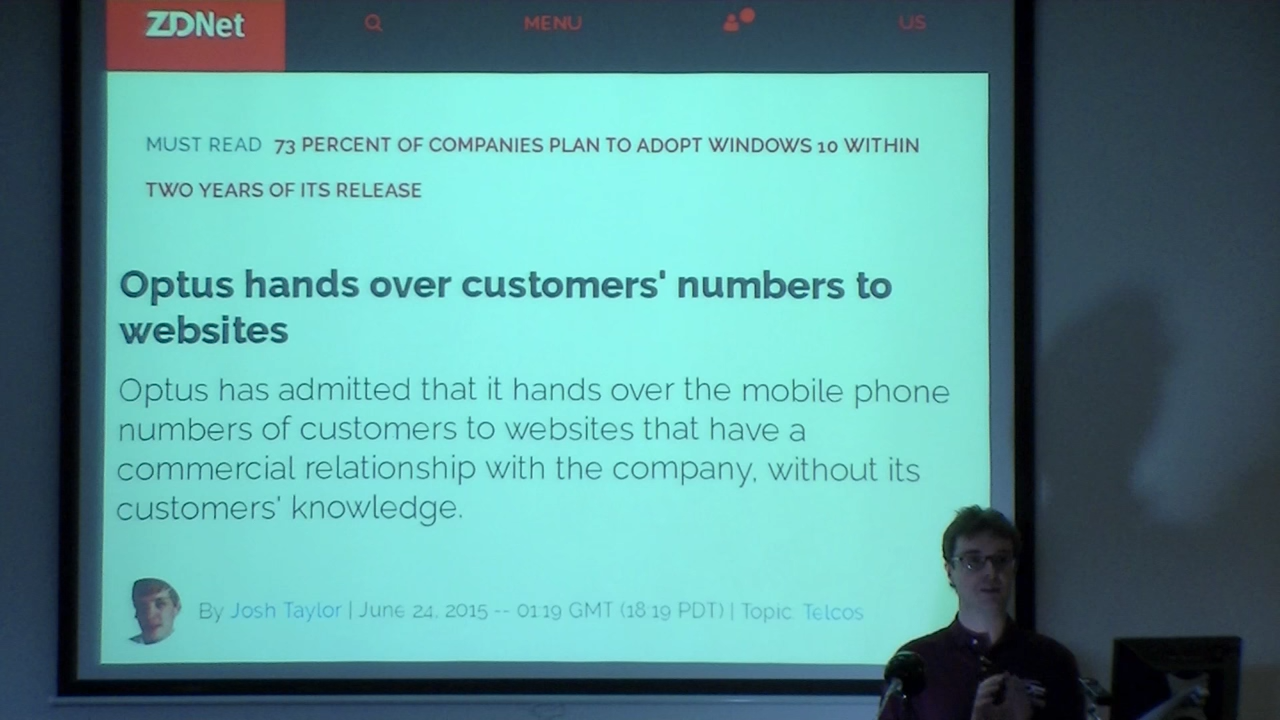 ZDNet MENU US
MUST READ 73 PERCENT OF COMPANIES PLAN TO ADOPT WINDOWS 10 WITHIN
TWO YEARS OF ITS RELEASE
Optus hands over customers' numbers to
websites
Optus has admitted that it hands over the mobile phone
numbers of customers to websites that have a
commercial relationship with the company, without its
customers' knowledge.
By Josh Taylor | June 24, 2015 -- 01:19 GMT (18:19 PDT) | Topic: Telcos